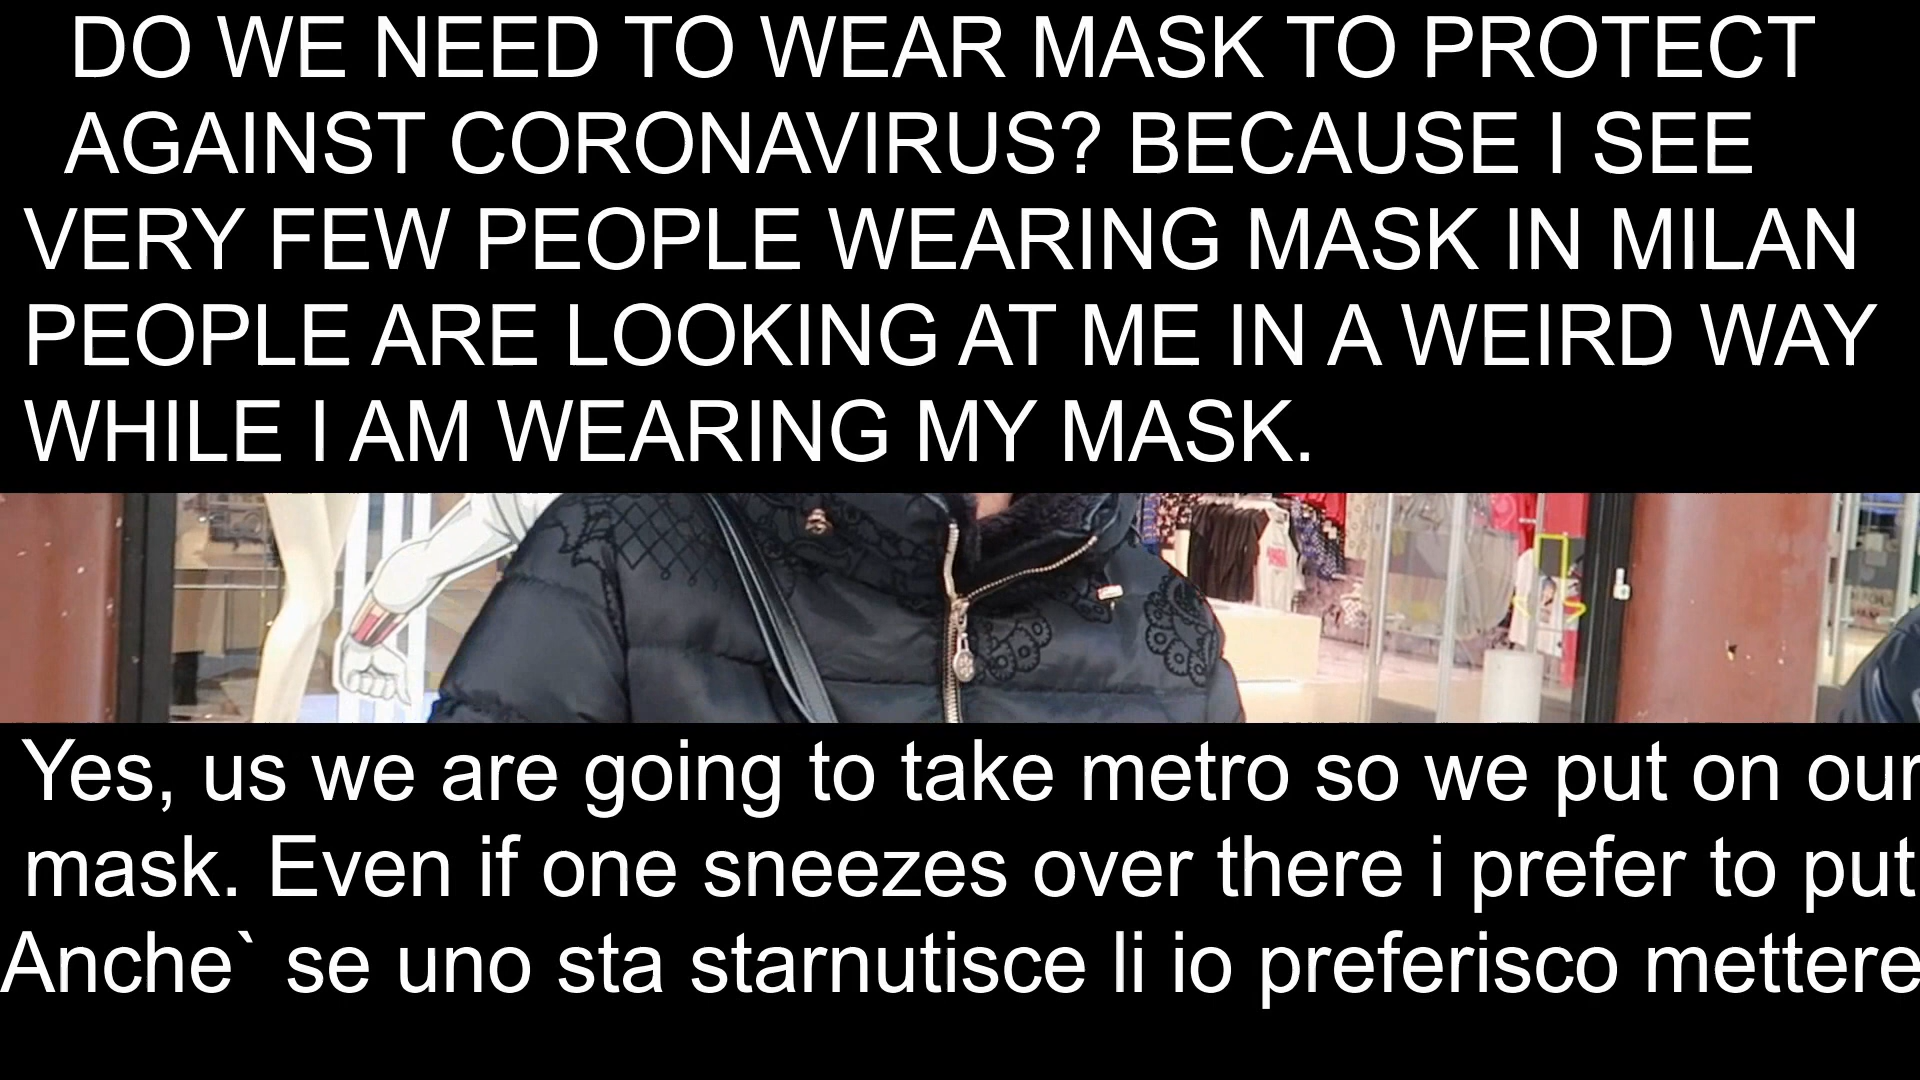 DO WE NEED TO WEAR MASK TO PROTECT
AGAINST CORONAVIRUS? BECAUSE I SEE
VERY FEW PEOPLE WEARING MASK IN MILAN
PEOPLE ARE LOOKING AT ME IN A WEIRD WAY
WHILE I AM WEARING MY MASK.
Yes, us we are going to take metro so we put on our
mask. Even if one sneezes over there i prefer to put
Anche` se uno sta starnutisce li io preferisco mettere